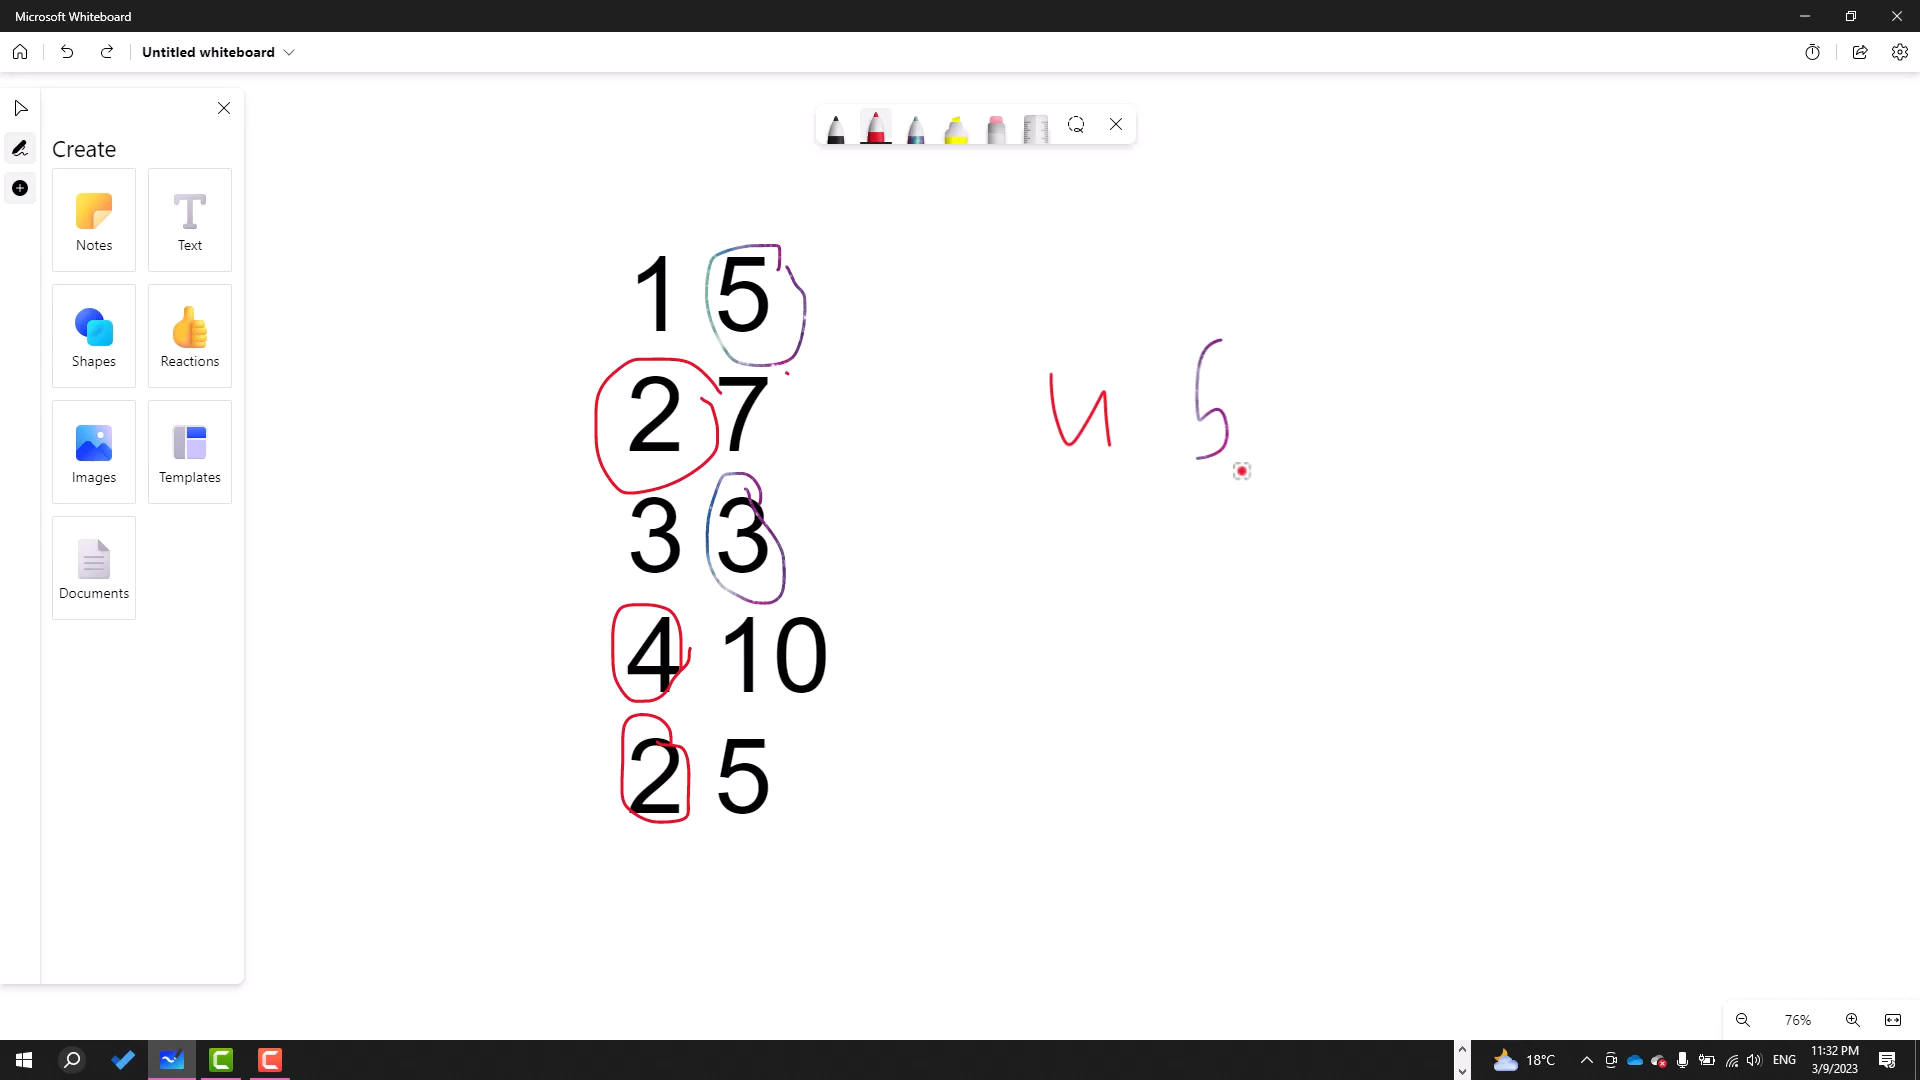 Microsoft Whiteboard
Untitled whiteboard
Create
Notes Text
Shapes Reactions
Images Templates
Documents
1 5
2 7
3 3
4 10
2 5
и 5
76%
18°C
ENG
11:32 PM
3/9/2023